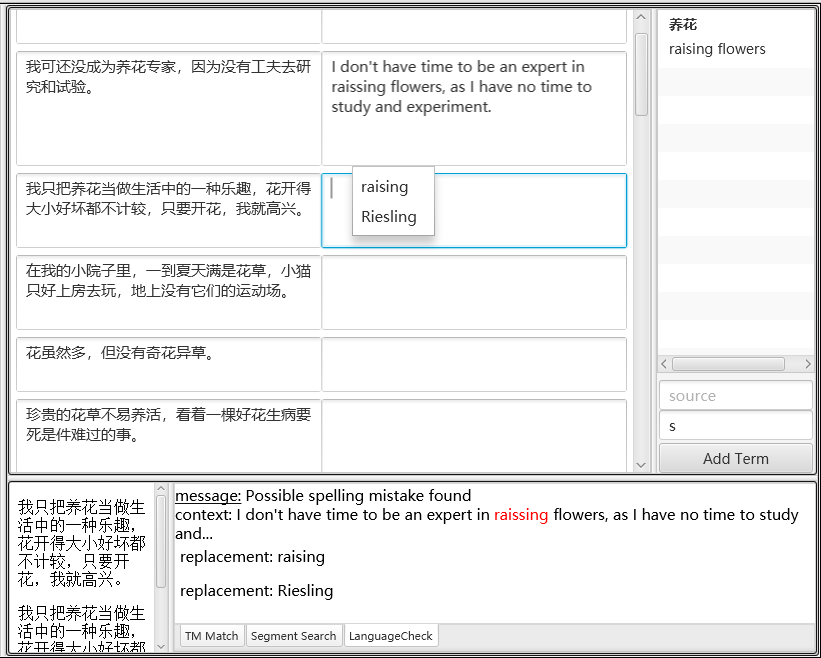 我可还没成为养花专家，因为没有工夫去研
究和试验。
I don't have time to be an expert in
raissing flowers, as I have no time to
study and experiment.
我只把养花当做生活中的一种乐趣，花开得
大小好坏都不计较，只要开花，我就高兴。
raising
Riesling
在我的小院子里，一到夏天满是花草，小猫
只好上房去玩，地上没有它们的运动场。
花虽然多，但没有奇花异草。
珍贵的花草不易养活，看着一棵好花生病要
死是件难过的事。
养花
raising flowers
source
s
Add Term
我只把养花当做生
活中的一种乐趣，
花开得大小好坏都
不计较，只要开
花，我就高兴。
我只把养花当做生
活中的一种乐趣，
花开得大小好坏都
message: Possible spelling mistake found
context: I don't have time to be an expert in raissing flowers, as I have no time to study
and...
replacement: raising
replacement: Riesling
TM Match
Segment Search
LanguageCheck